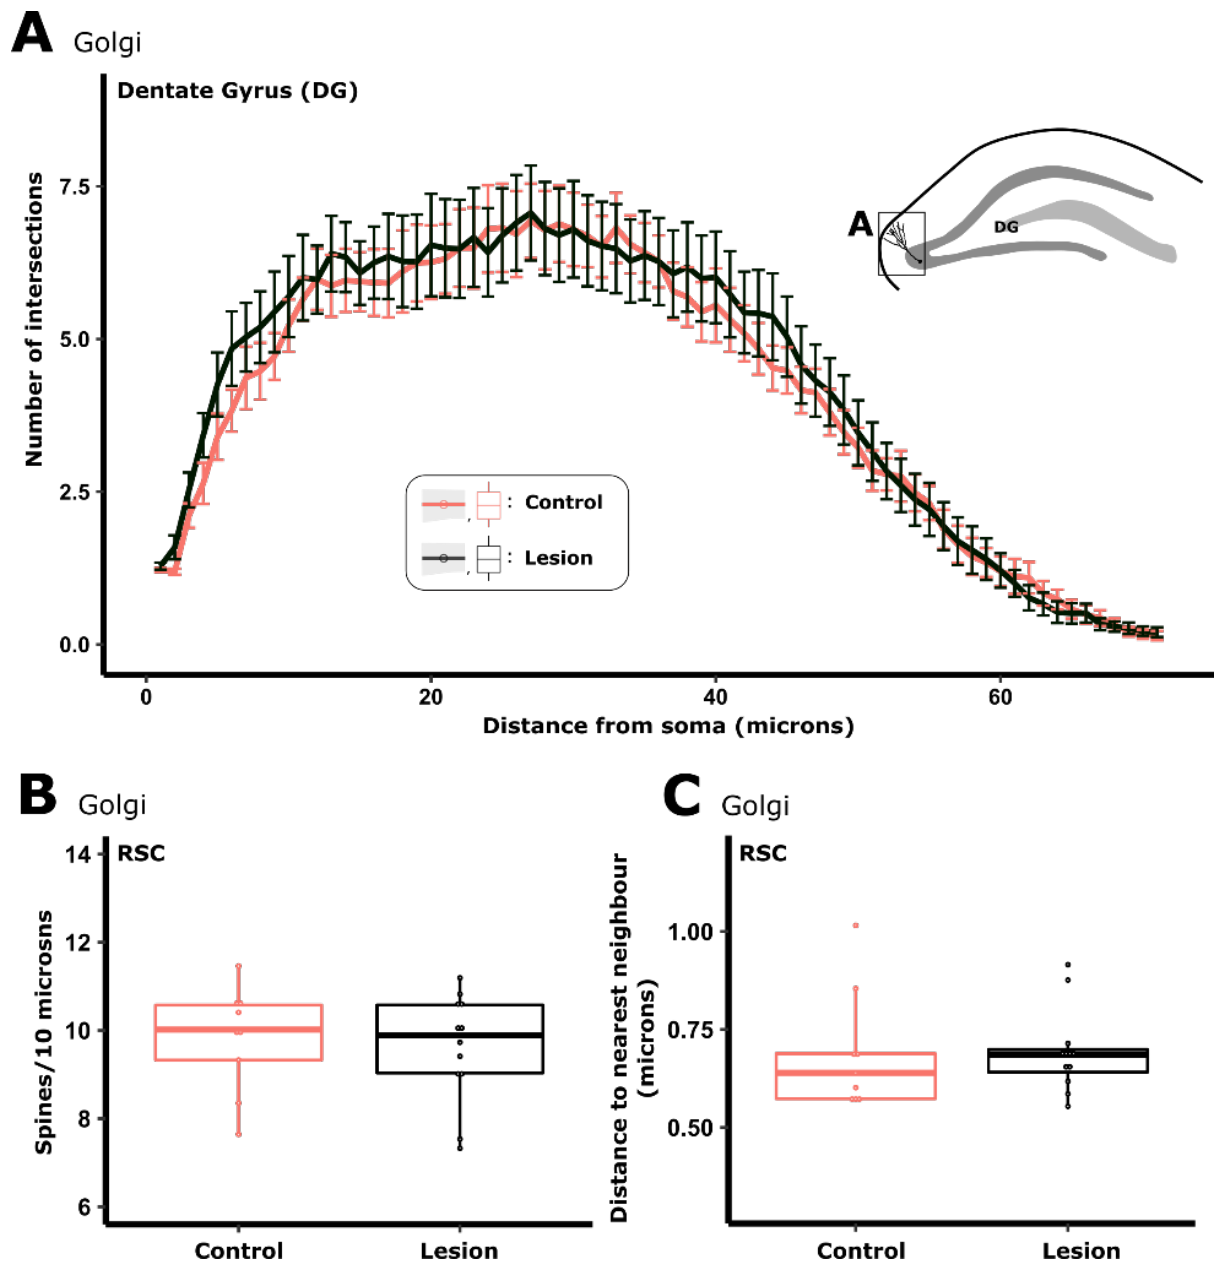 A Golgi
Dentate Gyrus (DG)
Number of intersections
7.5
5.0
2.5
0.0
A
DG
, : Control
, : Lesion
0 20 40 60
Distance from soma (microns)
B Golgi
RSC
Spines/10 microsns
14
12
10
8
6
Control Lesion
C Golgi
RSC
Distance to nearest neighbour
(microns)
1.00
0.75
0.50
Control Lesion